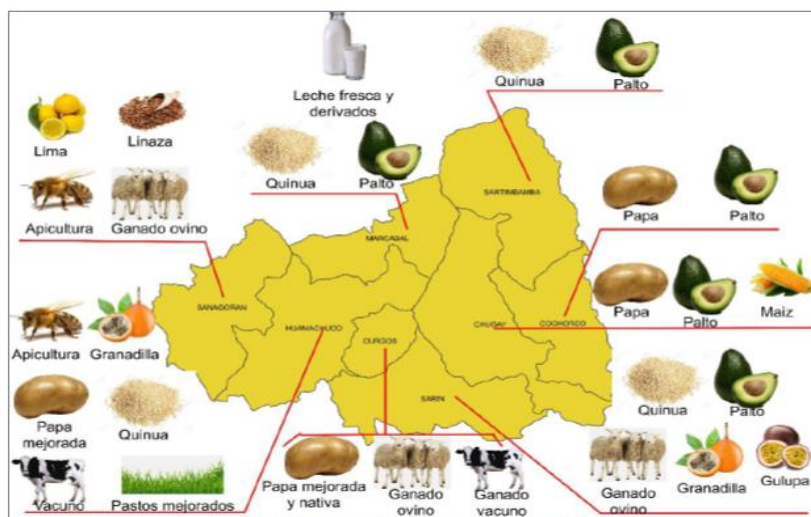 Leche fresca y
derivados
Quinua
Palto
Lima
Linaza
Quinua
Palto
SARTIMBAMBA
Papa
Palto
Apicultura
Ganado ovino
MARCABAL
Papa
Palto
Maiz
SANAGORAN
HUAMACHUCO
CURGOS
CHUGAY
COCHORCO
Apicultura
Granadilla
SARIN
Quinua
Palto
Papa
mejorada
Quinua
Vacuno
Pastos mejorados
Papa mejorada
y nativa
Ganado
ovino
Ganado
vacuno
Ganado
ovino
Granadilla
Gulupa